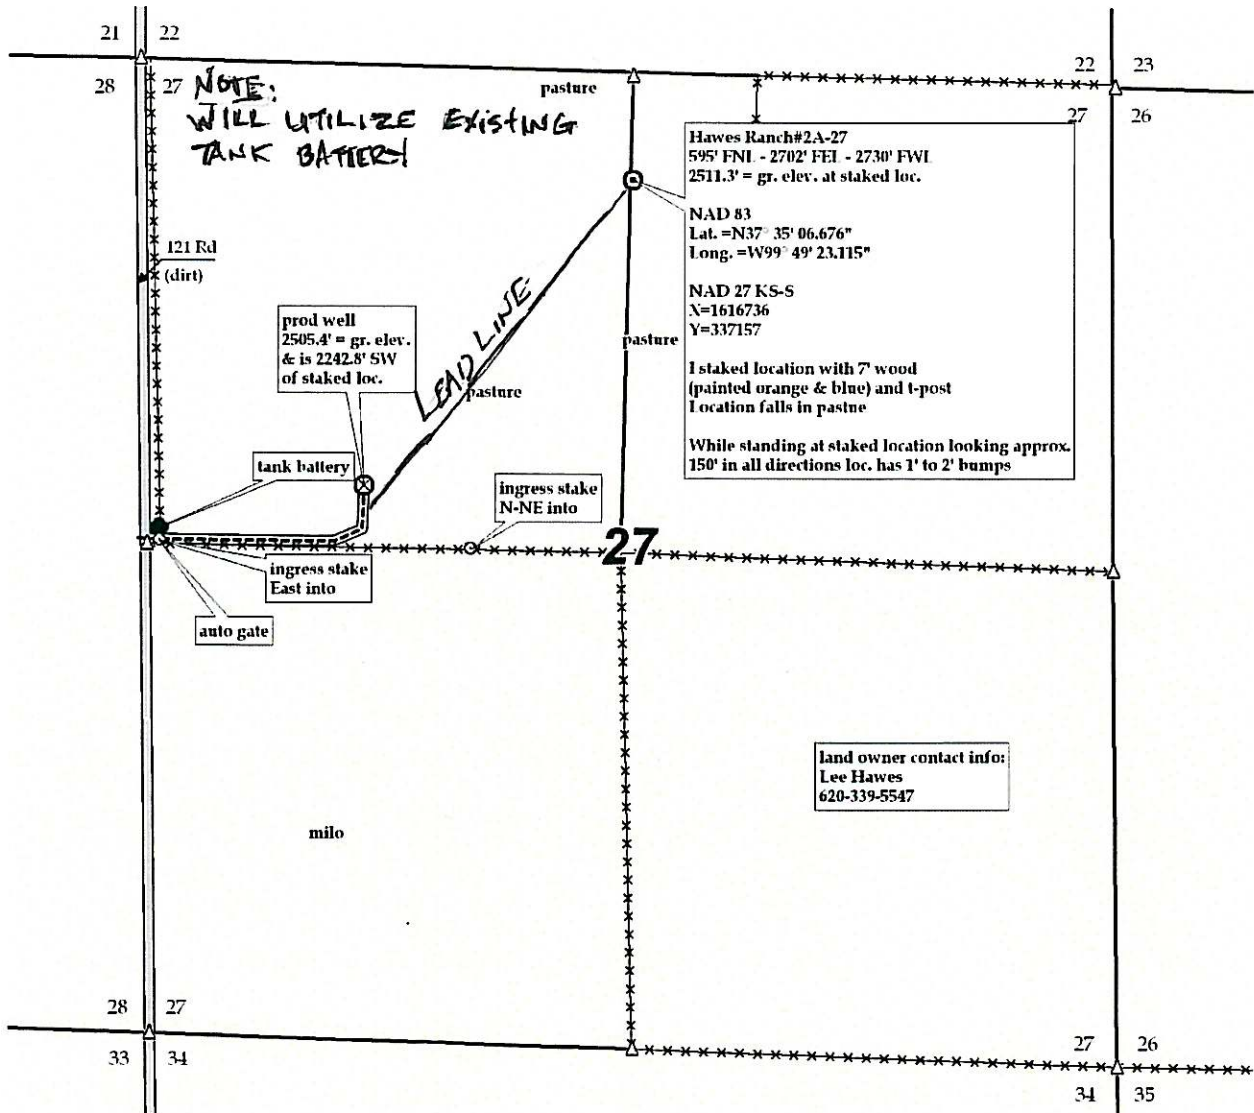 21 22
28 27
NOTE:
WILL UTILIZE EXISTING
TANK BATTERY
pasture
22 23
27 26
Hawes Ranch#2A-27
595' FNL - 2702' FEL - 2730' FWL
2511.3' = gr. elev. at staked loc.
NAD 83
Lat. =N37° 35' 06.676"
Long. =W99° 49' 23.115"
NAD 27 KS-S
X=1616736
Y=337157
I staked location with 7' wood
(painted orange & blue) and t-post
Location falls in pastue
While standing at staked location looking approx.
150' in all directions loc. has 1' to 2' bumps
121 Rd
(dirt)
prod well
2505.4' = gr. elev.
& is 2242.8' SW
of staked loc.
LEAD LINE
pasture
pasture
tank battery
ingress stake
N-NE into
27
ingress stake
East into
auto gate
land owner contact info:
Lee Hawes
620-339-5547
milo
28 27
33 34
27 26
34 35